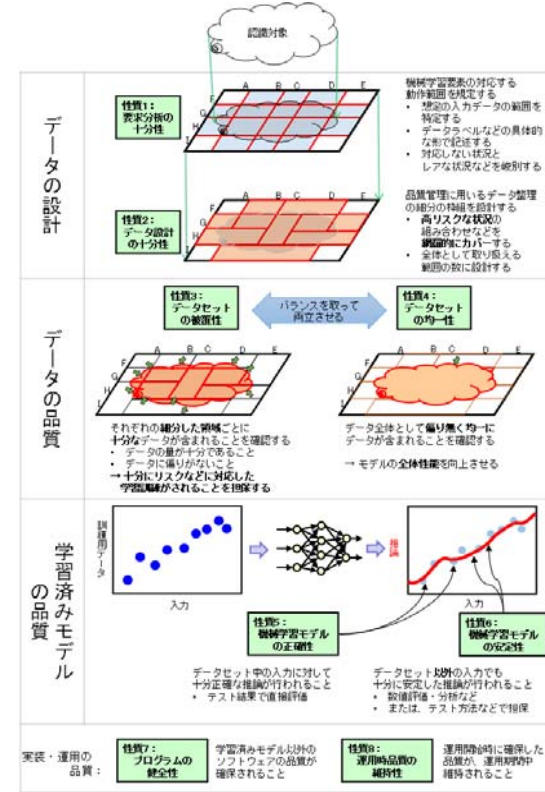 認識対象
データの設計
A B C D E
F
G
H
I
性質1:
要求分析の
十分性
機械学習要素の対応する
動作範囲を規定する
• 想定の入力データの範囲を
特定する
• データラベルなどの具体的
な形で記述する
• 対応しない状況と
レアな状況などを峻別する
A B C D E
F
G
H
I
性質2:
データ設計
の十分性
品質管理に用いるデータ整理
の細分の枠組を設計する
• 高リスクな状況の
組み合わせなどを
網羅的にカバーする
• 全体として取り扱える
範囲の数に設計する
データの品質
性質3:
データセット
の被覆性
バランスを取って
両立させる
性質4:
データセット
の均一性
A B C D E
F
G
H
I
A B C D E
F
G
H
I
それぞれの細分した領域ごとに
十分なデータが含まれることを確認する
• データの量が十分であること
• データに偏りがないこと
→ 十分にリスクなどに対応した
学習訓練がされることを担保する
データ全体として偏り無く均一に
データが含まれることを確認する
→ モデルの全体性能を向上させる
学習済みモデル
の品質
訓練用データ
入力
推論
入力
性質5:
機械学習モデル
の正確性
性質6:
機械学習モデル
の安定性
データセット中の入力に対して
十分正確な推論が行われること
• テスト結果で直接評価
データセット以外の入力でも
十分に安定した推論が行われること
• 数値評価・分析など
• または、テスト方法などで担保
実装・運用の
品質:
性質7:
プログラムの
健全性
学習済みモデル以外の
ソフトウェアの品質が
確保されること
性質8:
運用時品質の
維持性
運用開始時に確保した
品質が、運用期間中
維持されること